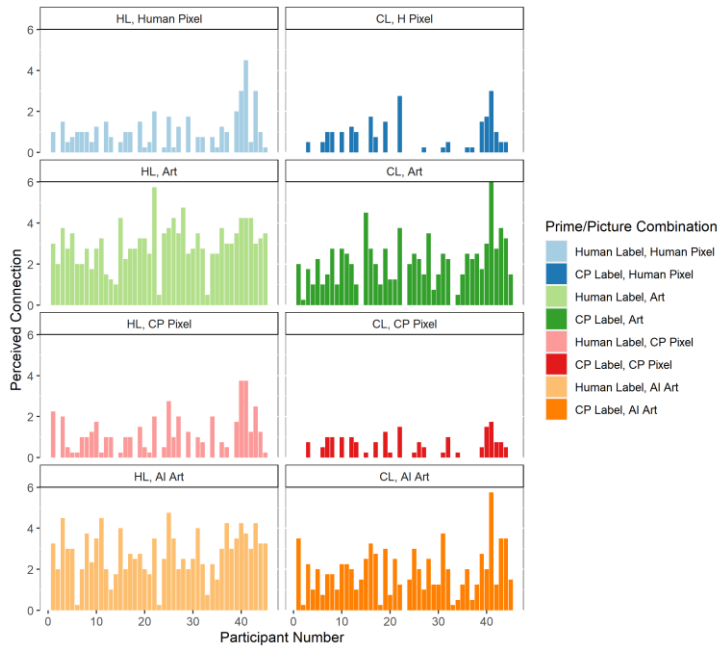 HL, Human Pixel
CL, H Pixel
6
4
2
0
HL, Art
CL, Art
6
4
2
0
HL, CP Pixel
CL, CP Pixel
6
4
2
0
HL, AI Art
CL, AI Art
6
4
2
0
0 10 20 30 40
0 10 20 30 40
Participant Number
Perceived Connection
Prime/Picture Combination
Human Label, Human Pixel
CP Label, Human Pixel
Human Label, Art
CP Label, Art
Human Label, CP Pixel
CP Label, CP Pixel
Human Label, AI Art
CP Label, AI Art